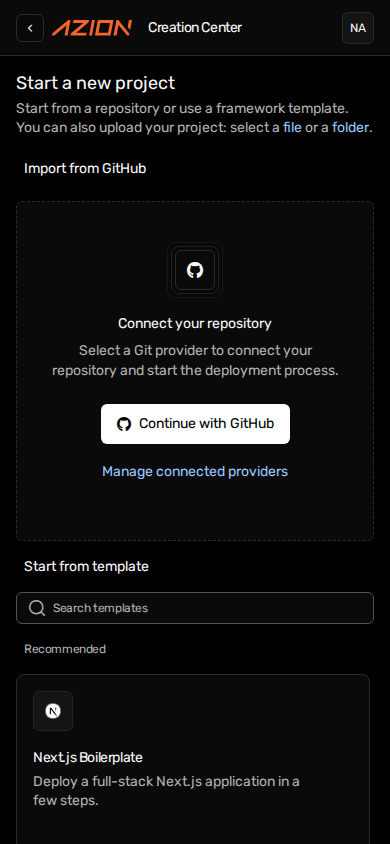 AZION
Creation Center
NA
Start a new project
Start from a repository or use a framework template.
You can also upload your project: select a file or a folder.
Import from GitHub
Connect your repository
Select a Git provider to connect your
repository and start the deployment process.
Continue with GitHub
Manage connected providers
Start from template
Search templates
Recommended
Next.js Boilerplate
Deploy a full-stack Next.js application in a
few steps.